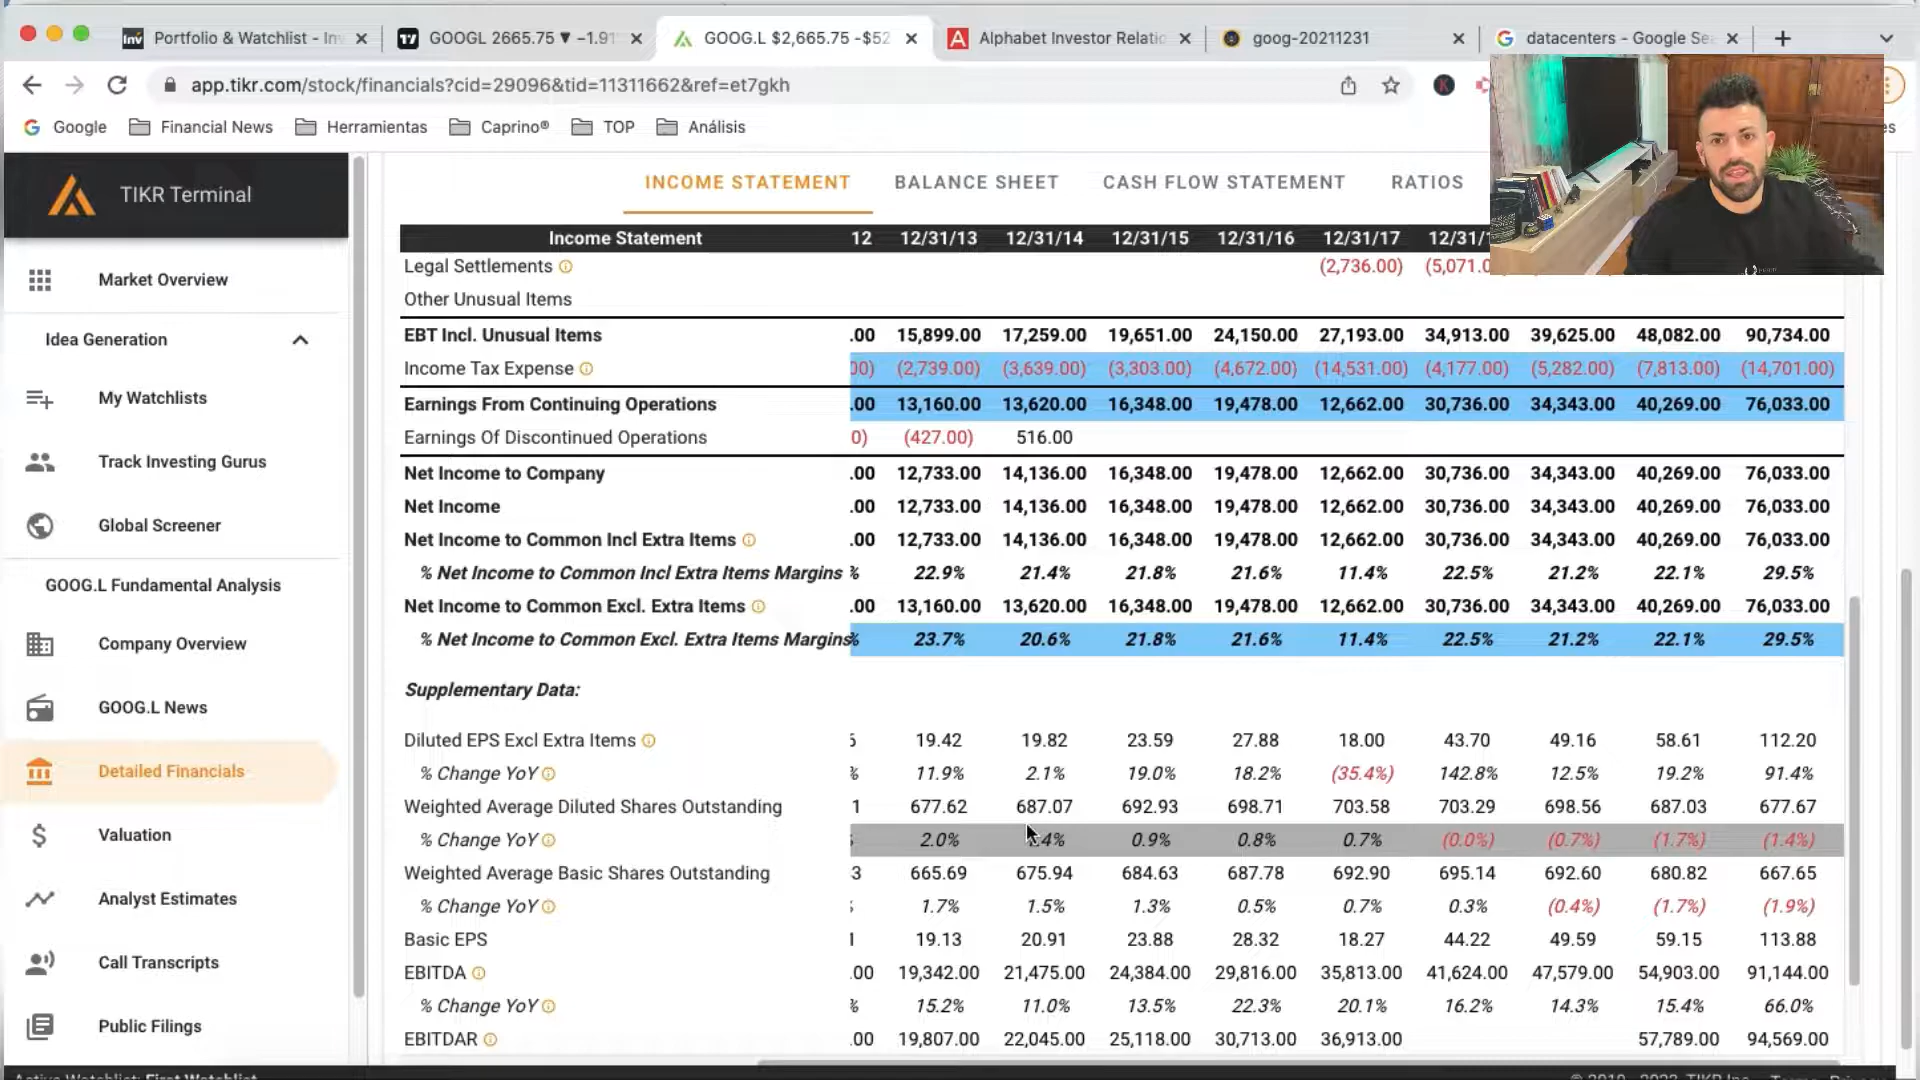 Inv Portfolio & Watchlist - Inv
GOOGL 2665.75 ▼ −1.91
GOOG.L $2,665.75 -$52
Alphabet Investor Relatio
goog-20211231
datacenters - Google Sea
app.tikr.com/stock/financials?cid=29096&tid=11311662&ref=et7gkh
K
Google Financial News Herramientas Caprino® TOP Análisis
TIKR Terminal
Market Overview
Idea Generation
My Watchlists
Track Investing Gurus
Global Screener
GOOG.L Fundamental Analysis
Company Overview
GOOG.L News
Detailed Financials
Valuation
Analyst Estimates
Call Transcripts
Public Filings
INCOME STATEMENT BALANCE SHEET CASH FLOW STATEMENT RATIOS
Income Statement 12 12/31/13 12/31/14 12/31/15 12/31/16 12/31/17 12/31/1
Legal Settlements (2,736.00) (5,071.0
Other Unusual Items
EBT Incl. Unusual Items .00 15,899.00 17,259.00 19,651.00 24,150.00 27,193.00 34,913.00 39,625.00 48,082.00 90,734.00
Income Tax Expense 00) (2,739.00) (3,639.00) (3,303.00) (4,672.00) (14,531.00) (4,177.00) (5,282.00) (7,813.00) (14,701.00)
Earnings From Continuing Operations .00 13,160.00 13,620.00 16,348.00 19,478.00 12,662.00 30,736.00 34,343.00 40,269.00 76,033.00
Earnings Of Discontinued Operations 0) (427.00) 516.00
Net Income to Company .00 12,733.00 14,136.00 16,348.00 19,478.00 12,662.00 30,736.00 34,343.00 40,269.00 76,033.00
Net Income .00 12,733.00 14,136.00 16,348.00 19,478.00 12,662.00 30,736.00 34,343.00 40,269.00 76,033.00
Net Income to Common Incl Extra Items .00 12,733.00 14,136.00 16,348.00 19,478.00 12,662.00 30,736.00 34,343.00 40,269.00 76,033.00
% Net Income to Common Incl Extra Items Margins % 22.9% 21.4% 21.8% 21.6% 11.4% 22.5% 21.2% 22.1% 29.5%
Net Income to Common Excl. Extra Items .00 13,160.00 13,620.00 16,348.00 19,478.00 12,662.00 30,736.00 34,343.00 40,269.00 76,033.00
% Net Income to Common Excl. Extra Items Margins % 23.7% 20.6% 21.8% 21.6% 11.4% 22.5% 21.2% 22.1% 29.5%
Supplementary Data:
Diluted EPS Excl Extra Items 19.42 19.82 23.59 27.88 18.00 43.70 49.16 58.61 112.20
% Change YoY % 11.9% 2.1% 19.0% 18.2% (35.4%) 142.8% 12.5% 19.2% 91.4%
Weighted Average Diluted Shares Outstanding 1 677.62 687.07 692.93 698.71 703.58 703.29 698.56 687.03 677.67
% Change YoY 2.0% .4% 0.9% 0.8% 0.7% (0.0%) (0.7%) (1.7%) (1.4%)
Weighted Average Basic Shares Outstanding 3 665.69 675.94 684.63 687.78 692.90 695.14 692.60 680.82 667.65
% Change YoY 1.7% 1.5% 1.3% 0.5% 0.7% 0.3% (0.4%) (1.7%) (1.9%)
Basic EPS 19.13 20.91 23.88 28.32 18.27 44.22 49.59 59.15 113.88
EBITDA .00 19,342.00 21,475.00 24,384.00 29,816.00 35,813.00 41,624.00 47,579.00 54,903.00 91,144.00
% Change YoY % 15.2% 11.0% 13.5% 22.3% 20.1% 16.2% 14.3% 15.4% 66.0%
EBITDAR .00 19,807.00 22,045.00 25,118.00 30,713.00 36,913.00 57,789.00 94,569.00